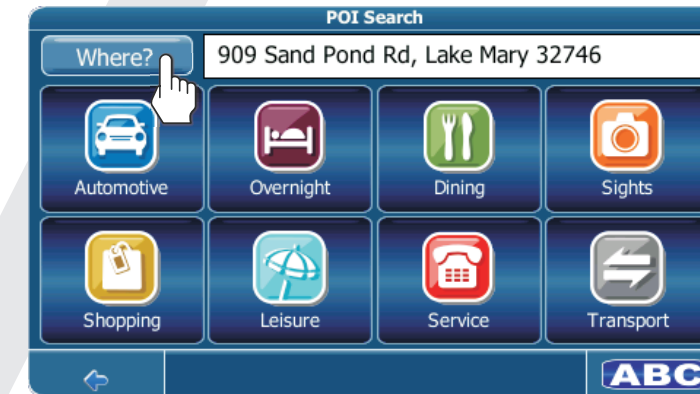 POI Search
Where? 909 Sand Pond Rd, Lake Mary 32746
Automotive Overnight Dining Sights
Shopping Leisure Service Transport
ABC